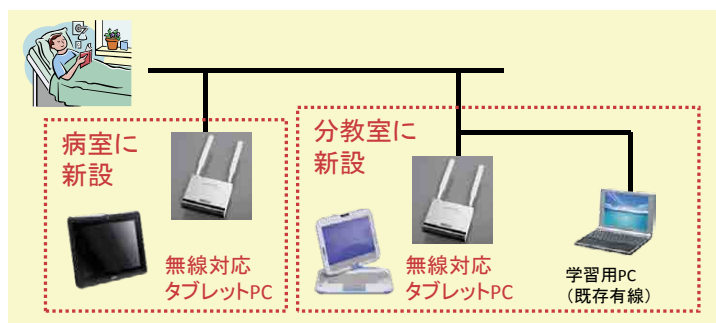 病室に
新設
無線対応
タブレットPC
分教室に
新設
無線対応
タブレットPC
学習用PC
（既存有線）